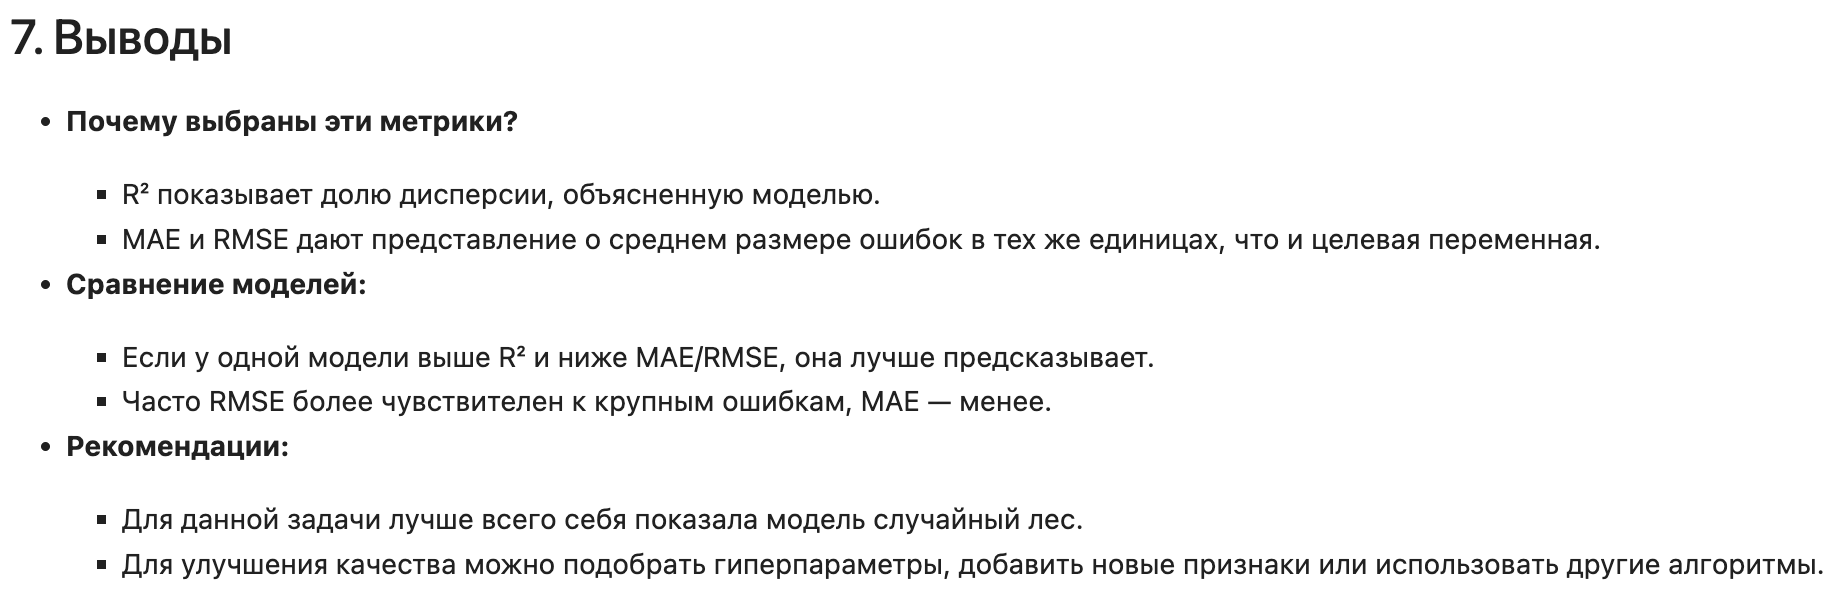 7. Выводы
• Почему выбраны эти метрики?
▪ R² показывает долю дисперсии, объясненную моделью.
▪ MAE и RMSE дают представление о среднем размере ошибок в тех же единицах, что и целевая переменная.
• Сравнение моделей:
▪ Если у одной модели выше R² и ниже MAE/RMSE, она лучше предсказывает.
▪ Часто RMSE более чувствителен к крупным ошибкам, MAE — менее.
• Рекомендации:
▪ Для данной задачи лучше всего себя показала модель случайный лес.
▪ Для улучшения качества можно подобрать гиперпараметры, добавить новые признаки или использовать другие алгоритмы.